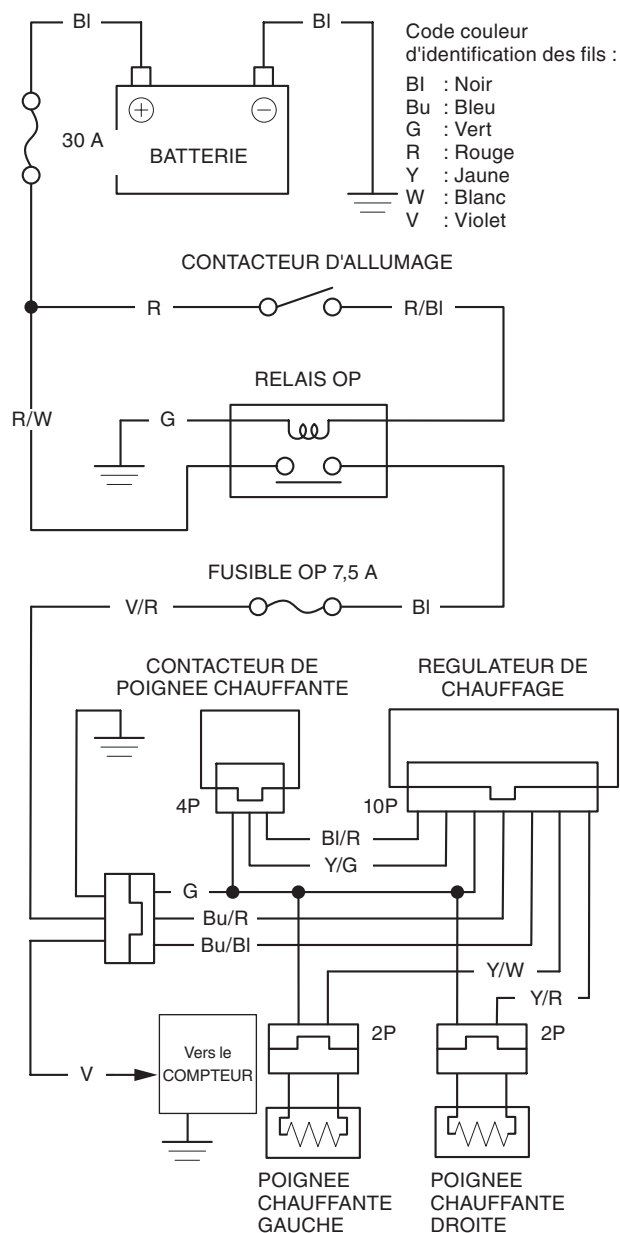 Bl
Bl
Code couleur
d'identification des fils :
Bl : Noir
Bu : Bleu
G : Vert
R : Rouge
Y : Jaune
W : Blanc
V : Violet
30 A
+
−
BATTERIE
CONTACTEUR D'ALLUMAGE
R
R/Bl
RELAIS OP
R/W
G
FUSIBLE OP 7,5 A
V/R
Bl
CONTACTEUR DE
POIGNEE CHAUFFANTE
REGULATEUR DE
CHAUFFAGE
4P
10P
Bl/R
Y/G
G
Bu/R
Bu/Bl
Y/W
Y/R
2P
2P
V
Vers le
COMPTEUR
POIGNEE
CHAUFFANTE
GAUCHE
POIGNEE
CHAUFFANTE
DROITE